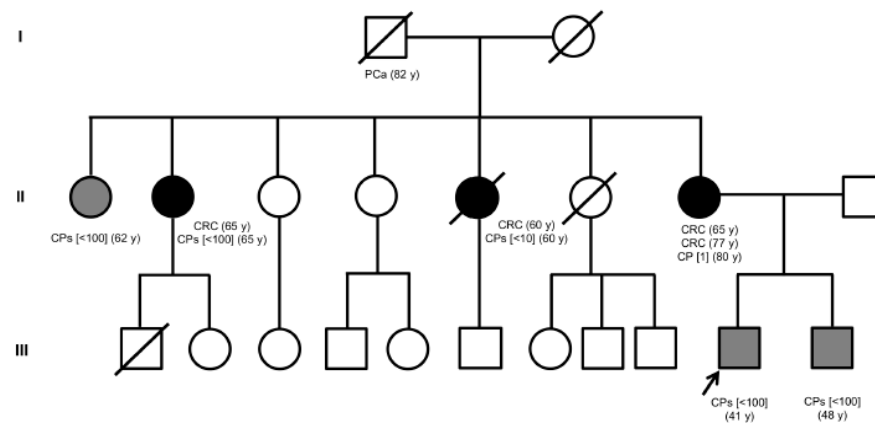 I
PCa (82 y)
II
CPs [<100] (62 y)
CRC (65 y)
CPs [<100] (65 y)
CRC (60 y)
CPs [<10] (60 y)
CRC (65 y)
CRC (77 y)
CP [1] (80 y)
III
CPs [<100]
(41 y)
CPs [<100]
(48 y)